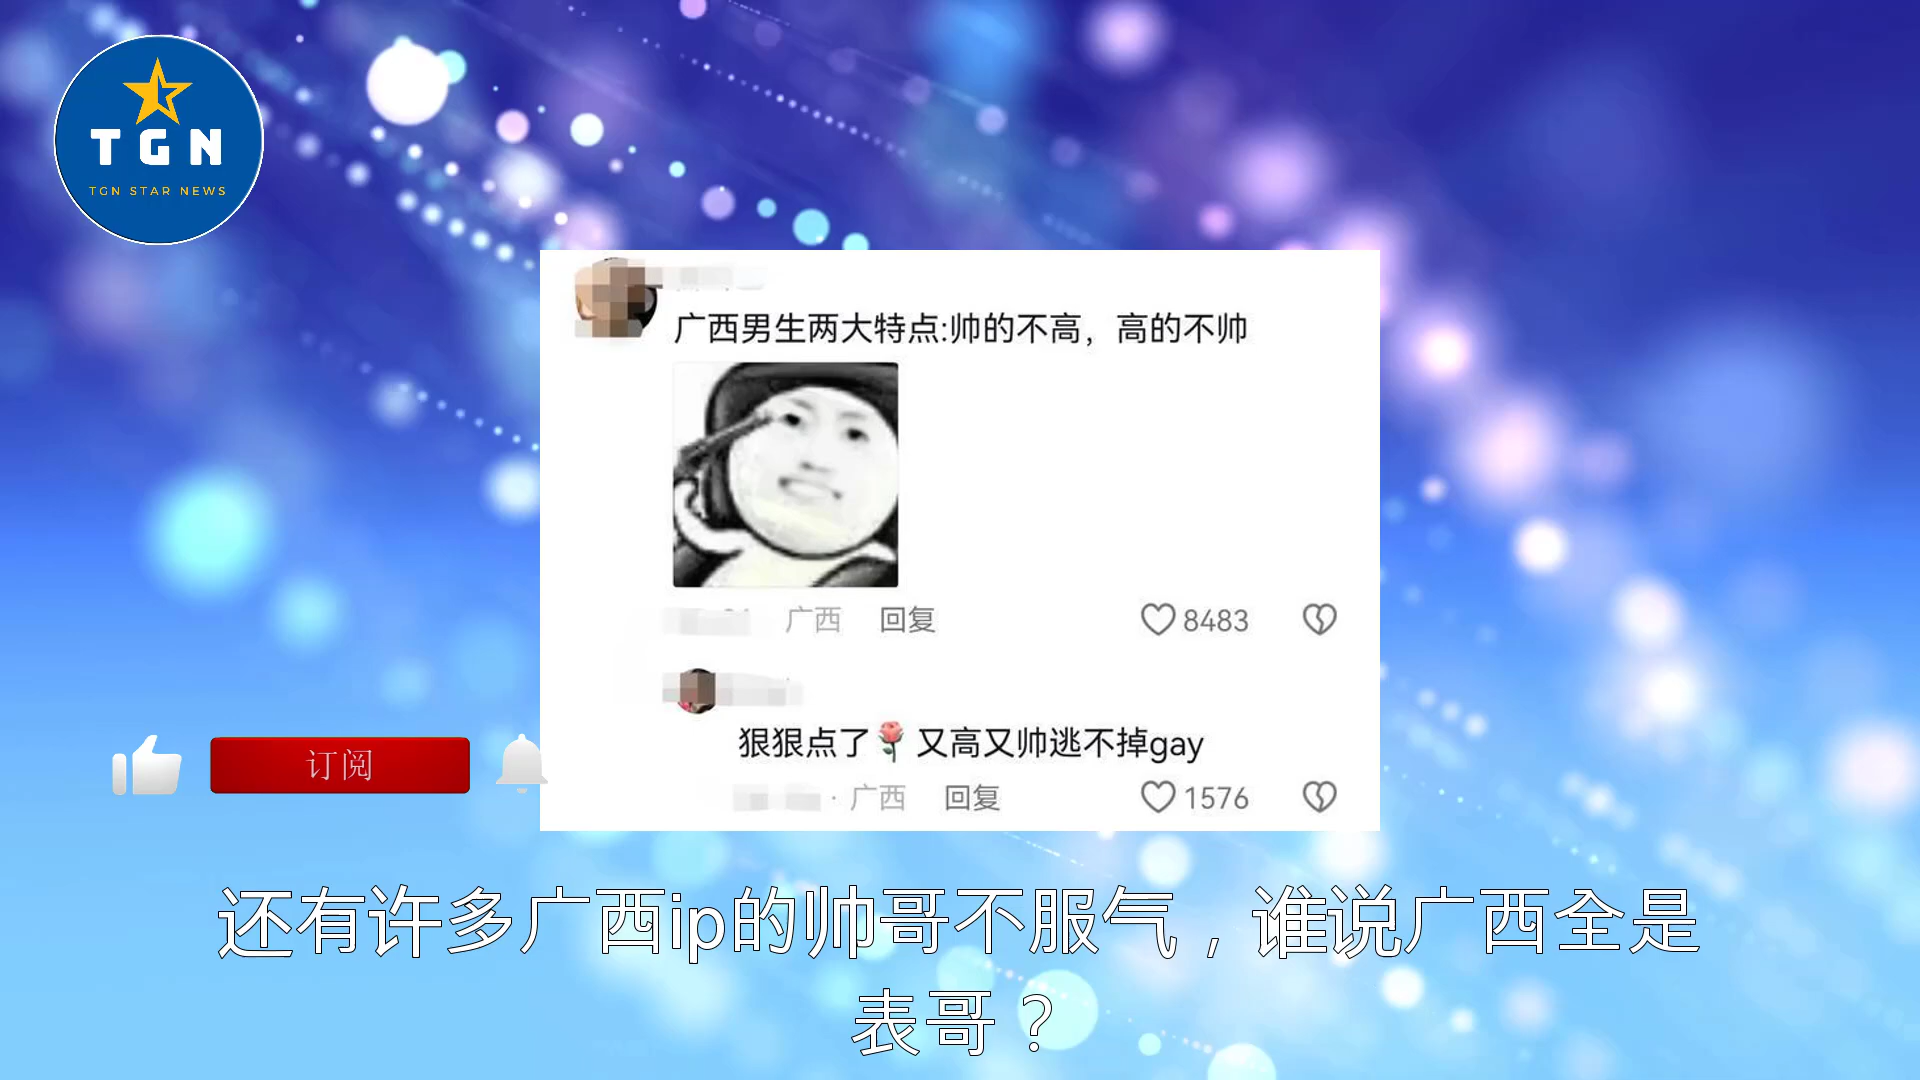 TGN
TGN STAR NEWS
广西男生两大特点:帅的不高，高的不帅
广西 回复 8483
狠狠点了🌹又高又帅逃不掉gay
· 广西 回复 1576
订阅
还有许多广西ip的帅哥不服气，谁说广西全是
表哥？